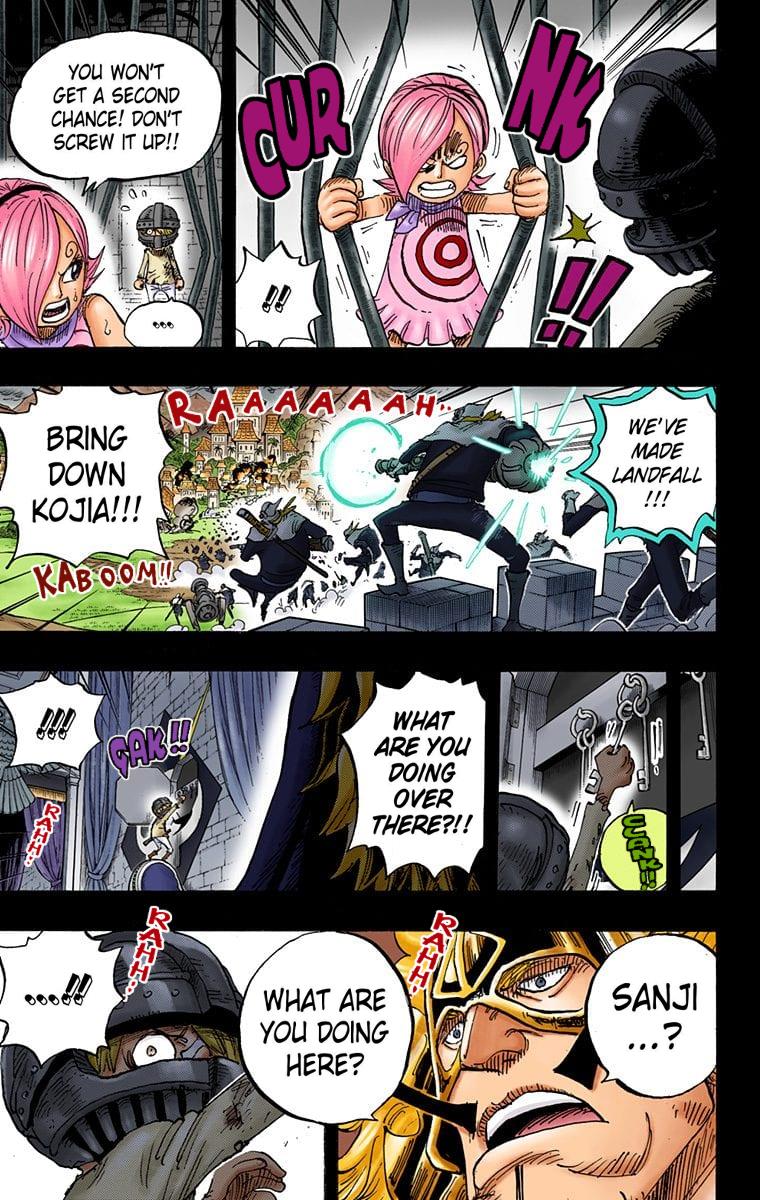 CUR
NK
!!
!!
YOU WON'T
GET A SECOND
CHANCE! DON'T
SCREW IT UP!!
...
WE'VE
MADE
LANDFALL
!!!
RAAAAAAAH..
BRING
DOWN
KOJIA!!!
KABOOM!!
CLANK!!
WHAT
ARE YOU
DOING
OVER
THERE?!!
GAK!!
!!!
RAHH!
SANJI
...?
RAHH!
WHAT ARE
YOU DOING
HERE?
RAHH!
...!!